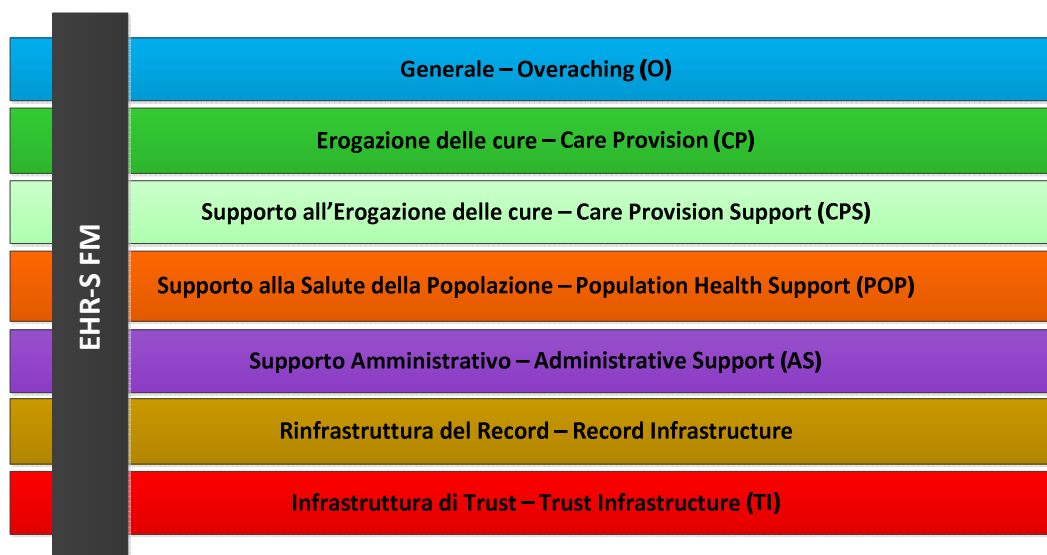 EHR-S FM
Generale – Overaching (O)
Erogazione delle cure – Care Provision (CP)
Supporto all’Erogazione delle cure – Care Provision Support (CPS)
Supporto alla Salute della Popolazione – Population Health Support (POP)
Supporto Amministrativo – Administrative Support (AS)
Rinfrastruttura del Record – Record Infrastructure
Infrastruttura di Trust – Trust Infrastructure (TI)